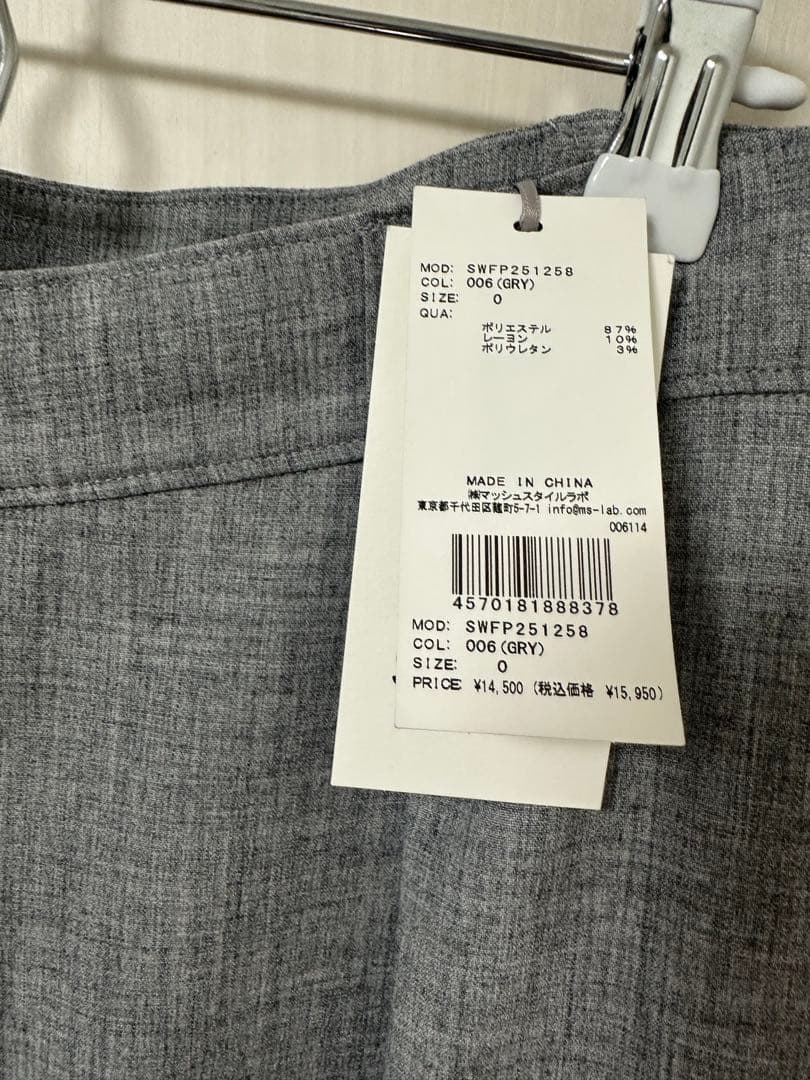 MOD: SWFP251258
COL: 006(GRY)
SIZE: 0
QUA:
ポリエステル 87%
レーヨン 10%
ポリウレタン 3%
MADE IN CHINA
㈱マッシュスタイルラボ
東京都千代田区麹町5-7-1 info@ms-lab.com
006114
4570181888378
MOD: SWFP251258
COL: 006(GRY)
SIZE: 0
PRICE ¥14,500 (税込価格 ¥15,950)